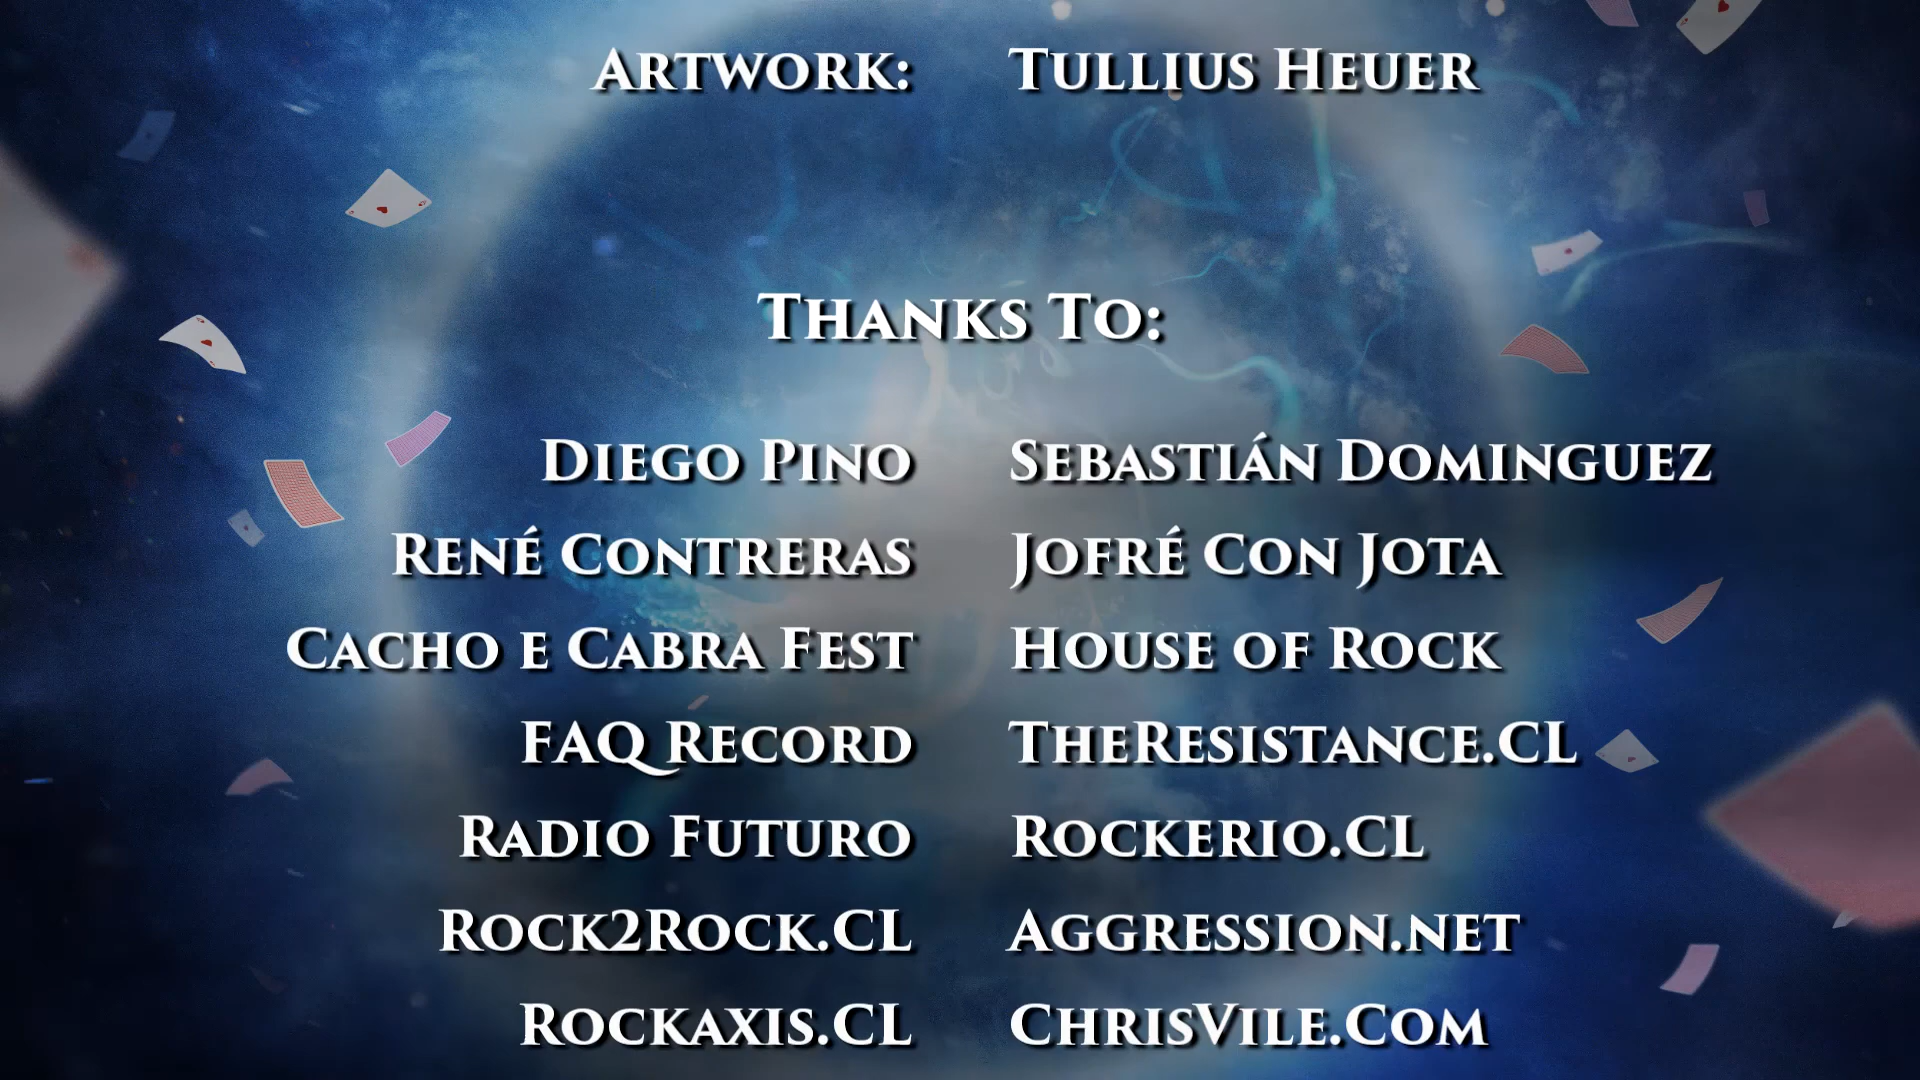 Artwork: Tullius Heuer
Thanks To:
Diego Pino Sebastián Dominguez
René Contreras Jofré Con Jota
Cacho e Cabra Fest House of Rock
FAQ Record TheResistance.CL
Radio Futuro Rockerio.CL
Rock2Rock.CL Aggression.net
Rockaxis.CL ChrisVile.Com